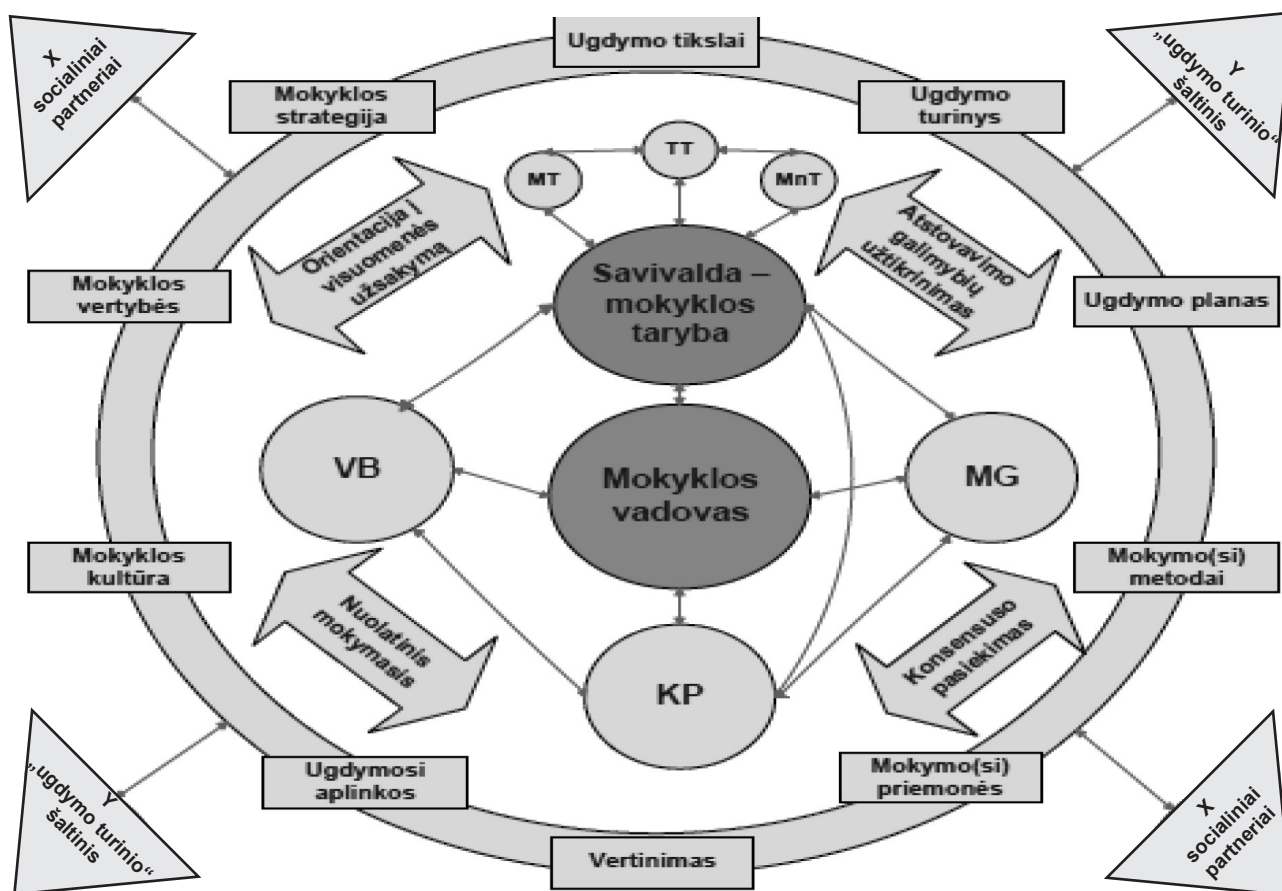 X
socialiniai
partneriai
Ugdymo tikslai
Y
„ugdymo turinio“
šaltinis
Mokyklos
strategija
Ugdymo
turinys
TT
MT
MnT
Orientacija į
visuomenės
užsakymą
Atstovavimo
galimybių
užtikrinimas
Savivalda –
mokyklos
taryba
Mokyklos
vertybės
Ugdymo planas
VB
Mokyklos
vadovas
MG
Mokyklos
kultūra
Mokymo(si)
metodai
Nuolatinis
mokymasis
Konsensuso
pasiekimas
KP
Y
„ugdymo turinio“
šaltinis
Ugdymosi
aplinkos
Mokymo(si)
priemonės
X
socialiniai
partneriai
Vertinimas